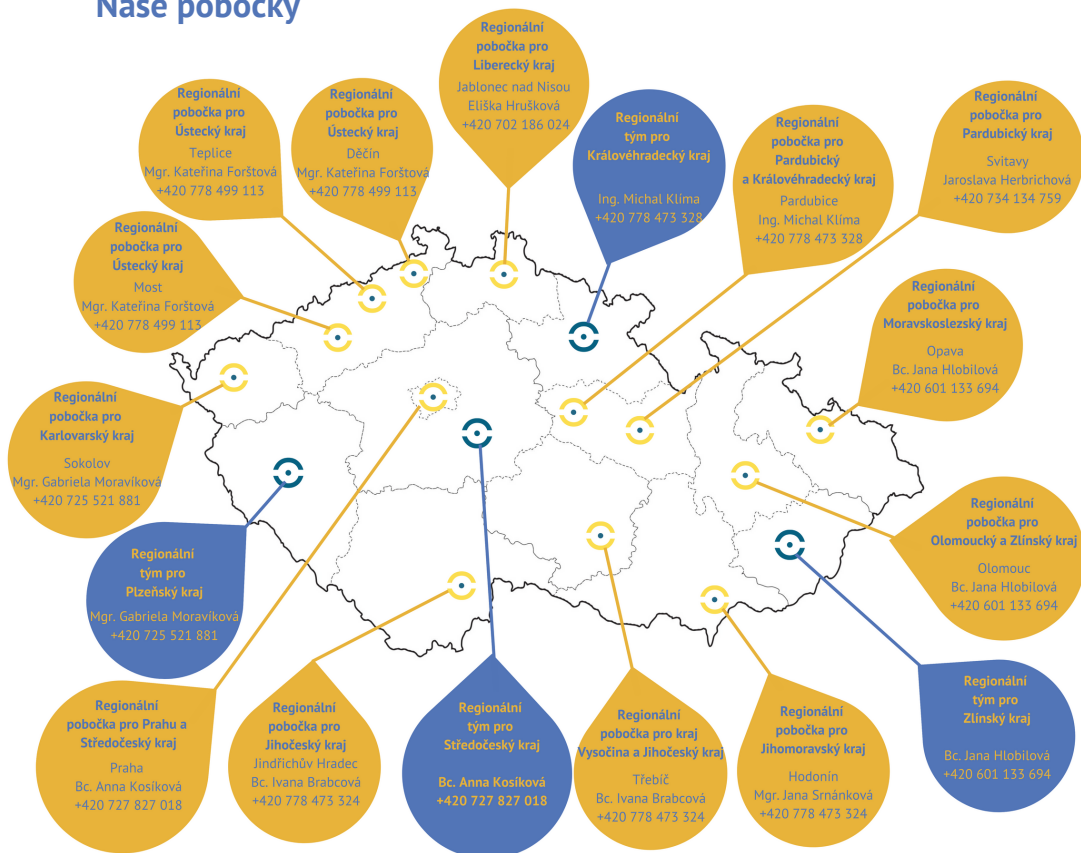 Naše pobočky
Regionální
pobočka pro
Liberecký kraj
Jablonec nad Nisou
Eliška Hrušková
+420 702 186 024
Regionální
pobočka pro
Ústecký kraj
Teplice
Mgr. Kateřina Forštová
+420 778 499 113
Regionální
pobočka pro
Ústecký kraj
Děčín
Mgr. Kateřina Forštová
+420 778 499 113
Regionální
tým pro
Královéhradecký kraj
Ing. Michal Klíma
+420 778 473 328
Regionální
pobočka pro
Pardubický
a Královéhradecký kraj
Pardubice
Ing. Michal Klíma
+420 778 473 328
Regionální
pobočka pro
Pardubický kraj
Svitavy
Jaroslava Herbrichová
+420 734 134 759
Regionální
pobočka pro
Ústecký kraj
Most
Mgr. Kateřina Forštová
+420 778 499 113
Regionální
pobočka pro
Moravskoslezský kraj
Opava
Bc. Jana Hlobilová
+420 601 133 694
Regionální
pobočka pro
Karlovarský kraj
Sokolov
Mgr. Gabriela Moravíková
+420 725 521 881
Regionální
pobočka pro
Olomoucký a Zlínský kraj
Olomouc
Bc. Jana Hlobilová
+420 601 133 694
Regionální
tým pro
Plzeňský kraj
Mgr. Gabriela Moravíková
+420 725 521 881
Regionální
pobočka pro Prahu a
Středočeský kraj
Praha
Bc. Anna Kosíková
+420 727 827 018
Regionální
pobočka pro
Jihočeský kraj
Jindřichův Hradec
Bc. Ivana Brabcová
+420 778 473 324
Regionální
tým pro
Středočeský kraj
Bc. Anna Kosíková
+420 727 827 018
Regionální
pobočka pro kraj
Vysočina a Jihočeský kraj
Třebíč
Bc. Ivana Brabcová
+420 778 473 324
Regionální
pobočka pro
Jihomoravský kraj
Hodonín
Mgr. Jana Srnánková
+420 778 473 324
Regionální
tým pro
Zlínský kraj
Bc. Jana Hlobilová
+420 601 133 694